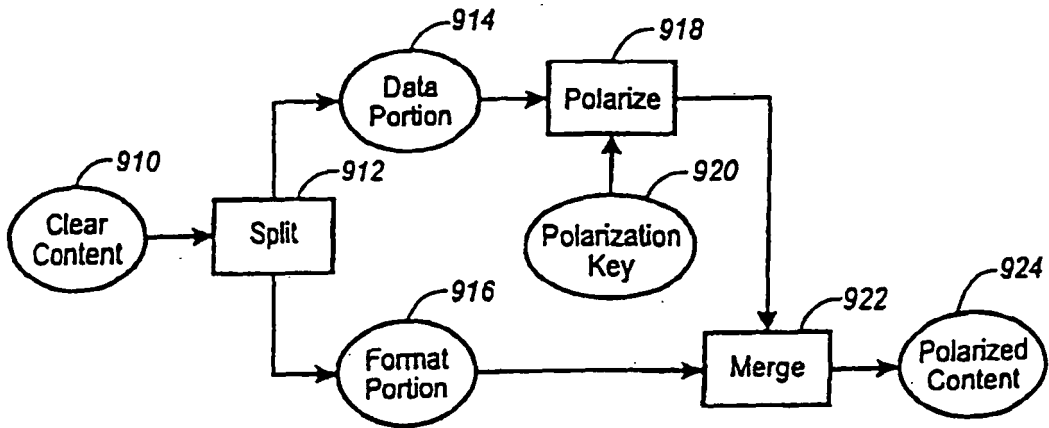 914
Data
Portion
918
Polarize
910
Clear
Content
912
Split
920
Polarization
Key
916
Format
Portion
922
Merge
924
Polarized
Content